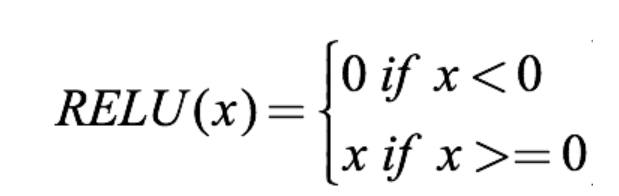 RELU(x) = { 0 if x < 0
x if x >= 0